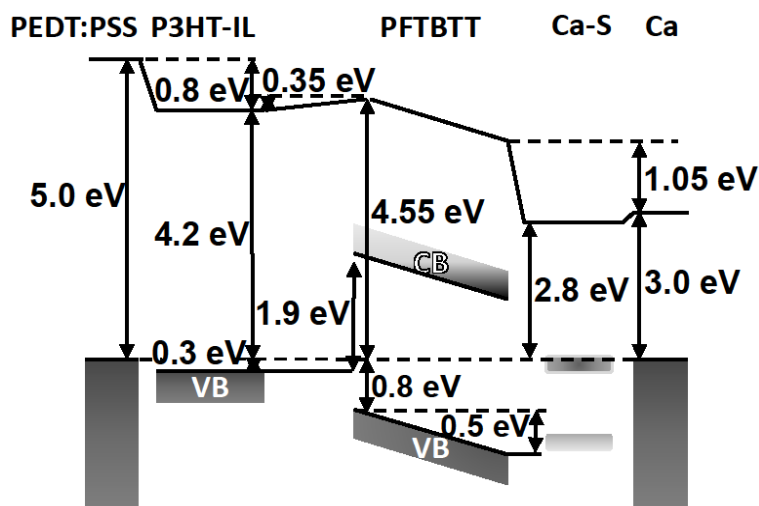 PEDT:PSS P3HT-IL PFTBTT Ca-S Ca
0.8 eV 0.35 eV
5.0 eV 4.2 eV 4.55 eV 1.05 eV
CB
1.9 eV 2.8 eV 3.0 eV
0.3 eV
VB 0.8 eV
0.5 eV
VB